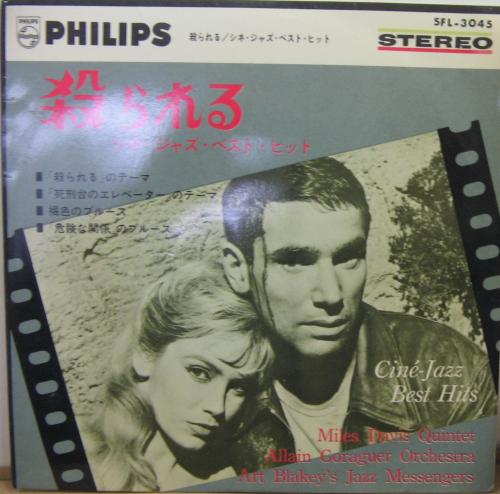 PHILIPS
PHILIPS 殺られる/シネ・ジャズ・ベスト・ヒット
SFL-3045
STEREO
殺られる
シネ・ジャズ・ベスト・ヒット
■「殺られる」のテーマ
■「死刑台のエレベーター」のテーマ
■褐色のブルース
■「危険な関係」のブルース
Ciné-Jazz
Best Hits
Miles Davis Quintet
Allain Goraguer Orchestra
Art Blakey's Jazz Messengers